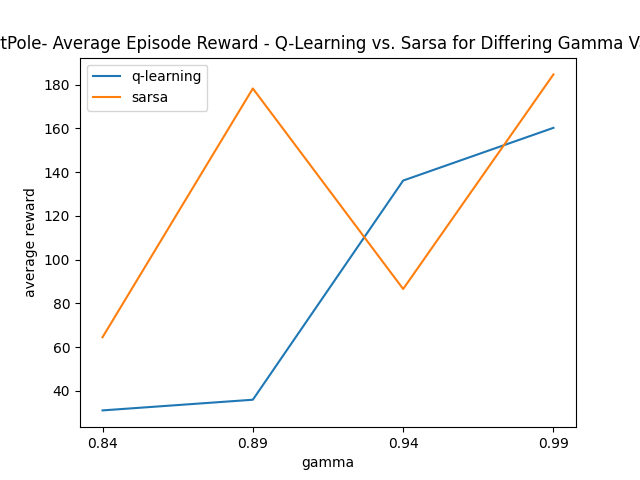 tPole- Average Episode Reward - Q-Learning vs. Sarsa for Differing Gamma V
q-learning
sarsa
180
160
140
120
100
80
60
40
average reward
0.84 0.89 0.94 0.99
gamma